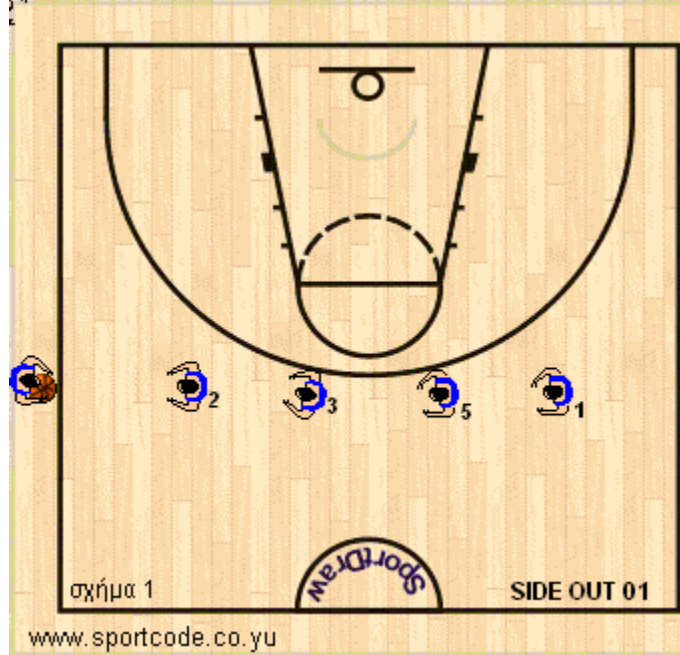 2
3
5
1
SportDraw
σχήμα 1
SIDE OUT 01
www.sportcode.co.yu